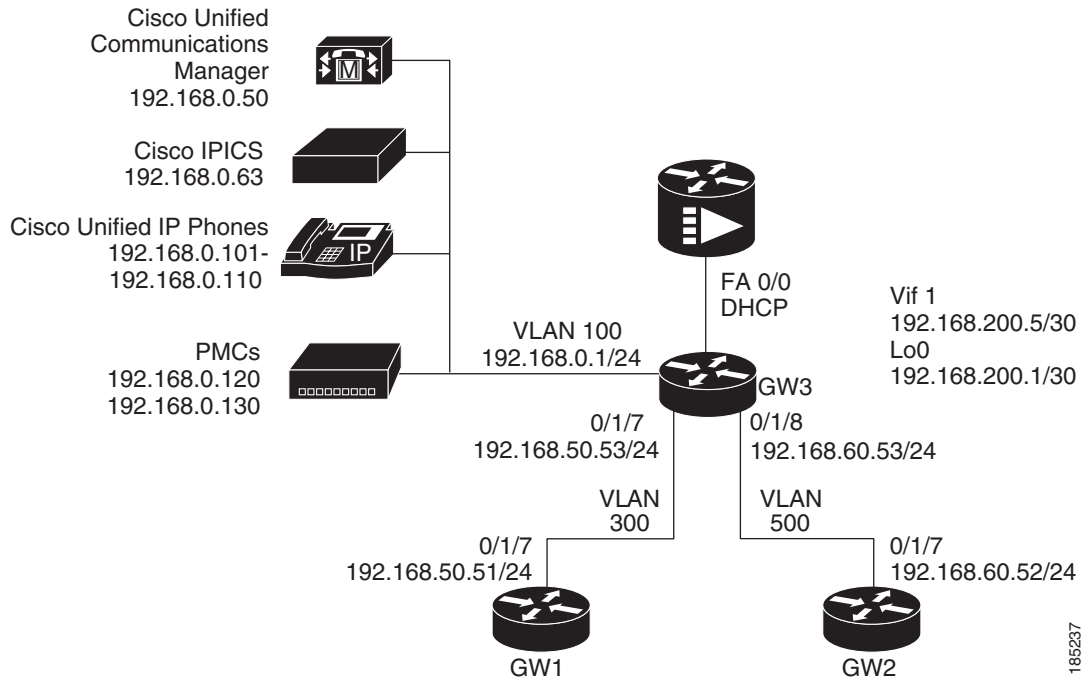 Cisco Unified
Communications
Manager
192.168.0.50
M
Cisco IPICS
192.168.0.63
Cisco Unified IP Phones
192.168.0.101-
192.168.0.110
IP
PMCs
192.168.0.120
192.168.0.130
VLAN 100
192.168.0.1/24
FA 0/0
DHCP
Vif 1
192.168.200.5/30
Lo0
192.168.200.1/30
GW3
0/1/7
192.168.50.53/24
0/1/8
192.168.60.53/24
VLAN
300
VLAN
500
0/1/7
192.168.50.51/24
0/1/7
192.168.60.52/24
GW1
GW2
185237